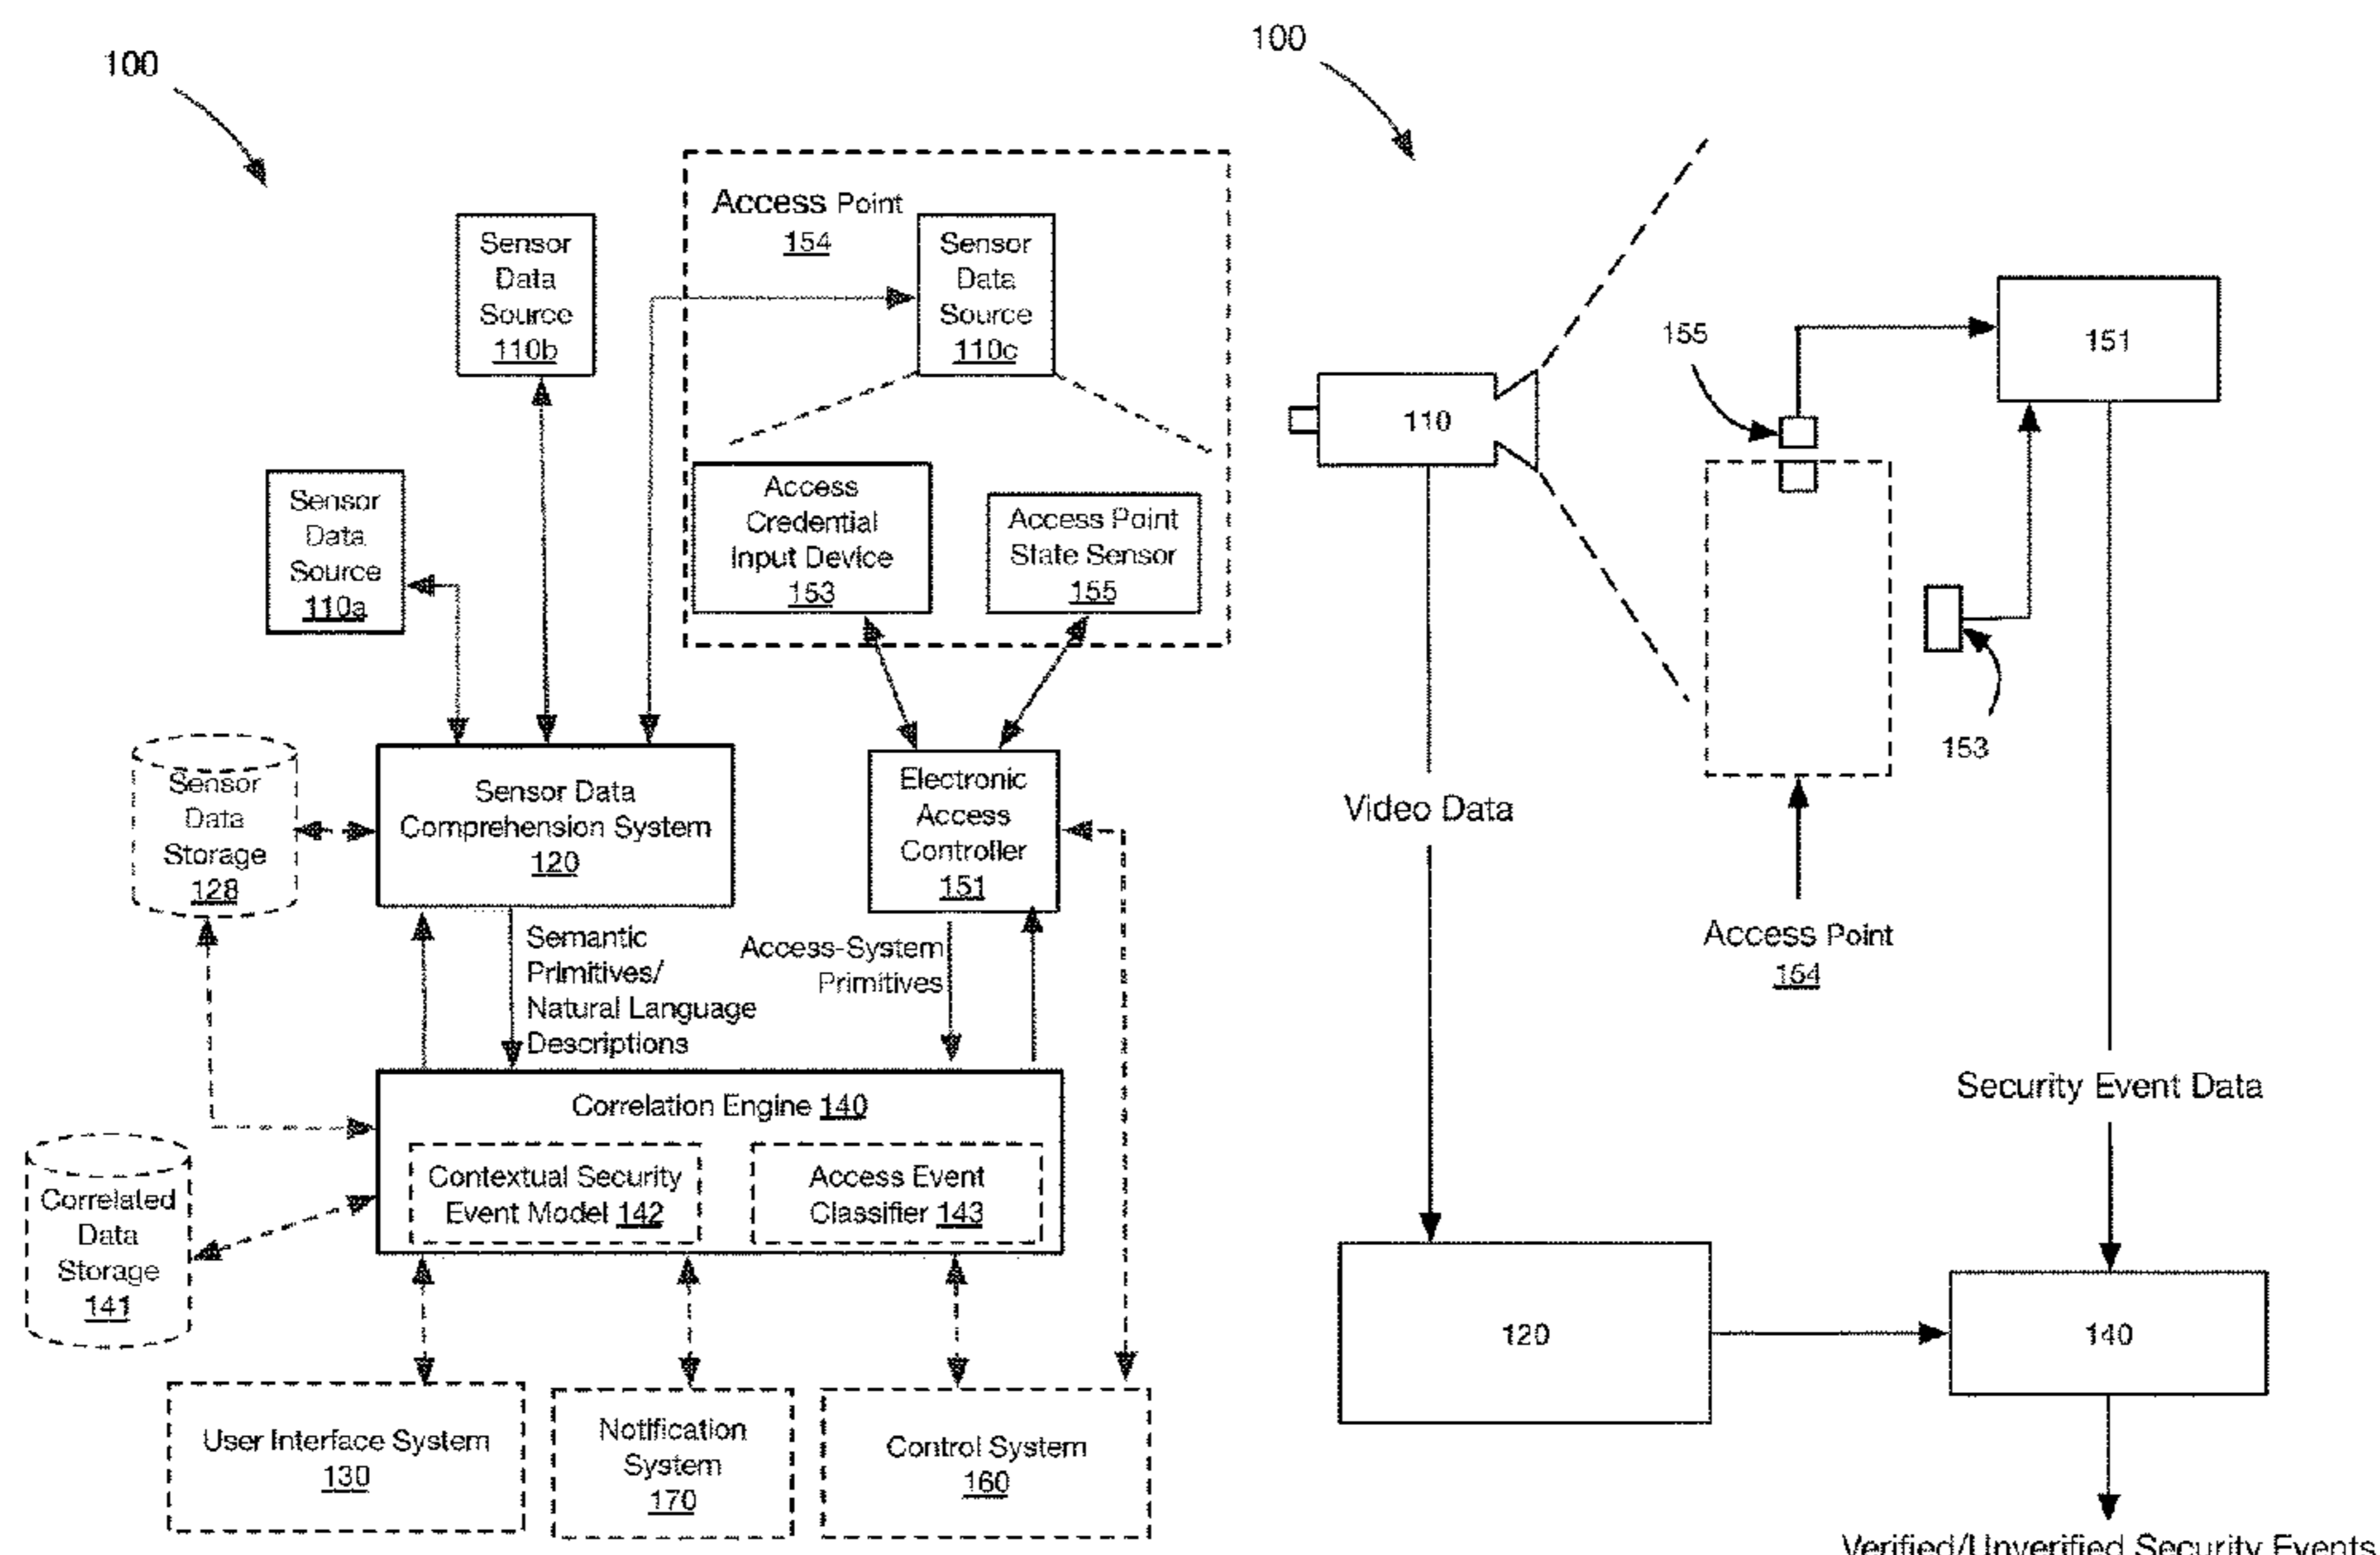 100
Access Point
154
Sensor
Data
Source
110b
Sensor
Data
Source
110c
Sensor
Data
Source
110a
Access
Credential
Input Device
153
Access Point
State Sensor
155
Sensor
Data
Storage
128
Sensor Data
Comprehension System
120
Electronic
Access
Controller
151
Semantic
Primitives/
Natural Language
Descriptions
Access-System
Primitives
Correlation Engine 140
Contextual Security
Event Model 142
Access Event
Classifier 143
Correlated
Data
Storage
141
User Interface System
130
Notification
System
170
Control System
160
100
110
155
151
153
Video Data
Access Point
154
Security Event Data
120
140
Verified/Unverified Security Events